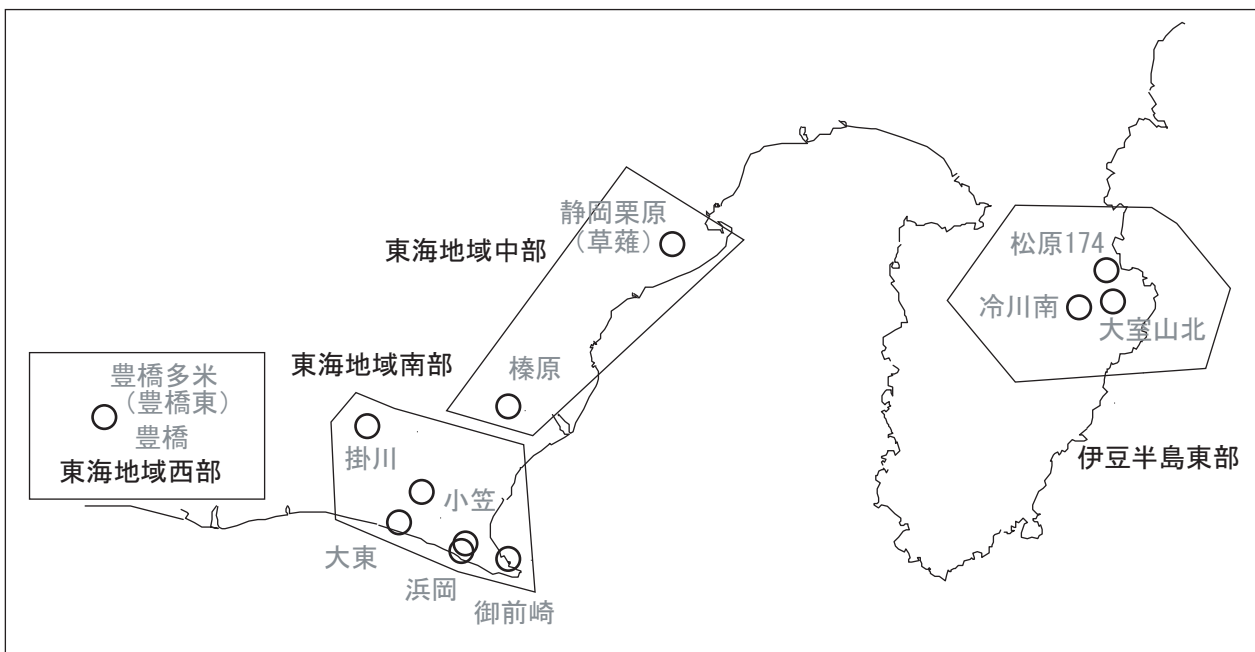 静岡栗原
（草薙）
東海地域中部
松原174
冷川南
大室山北
東海地域南部
榛原
豊橋多米
（豊橋東）
豊橋
東海地域西部
掛川
伊豆半島東部
小笠
大東
浜岡
御前崎